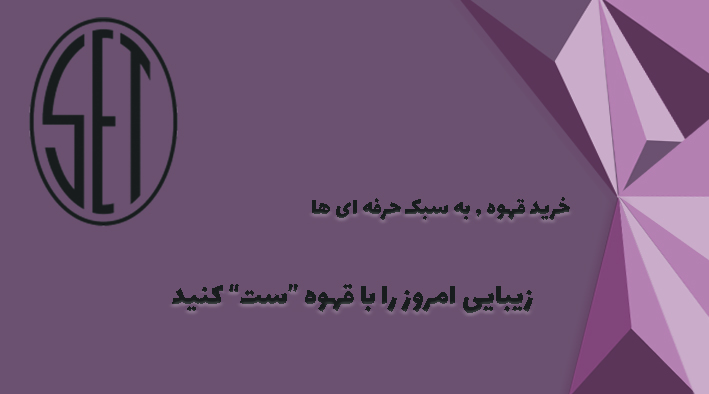 SET
خرید قهوه , به سبک حرفه ای ها
زیبایی امروز را با قهوه "ست" کنید